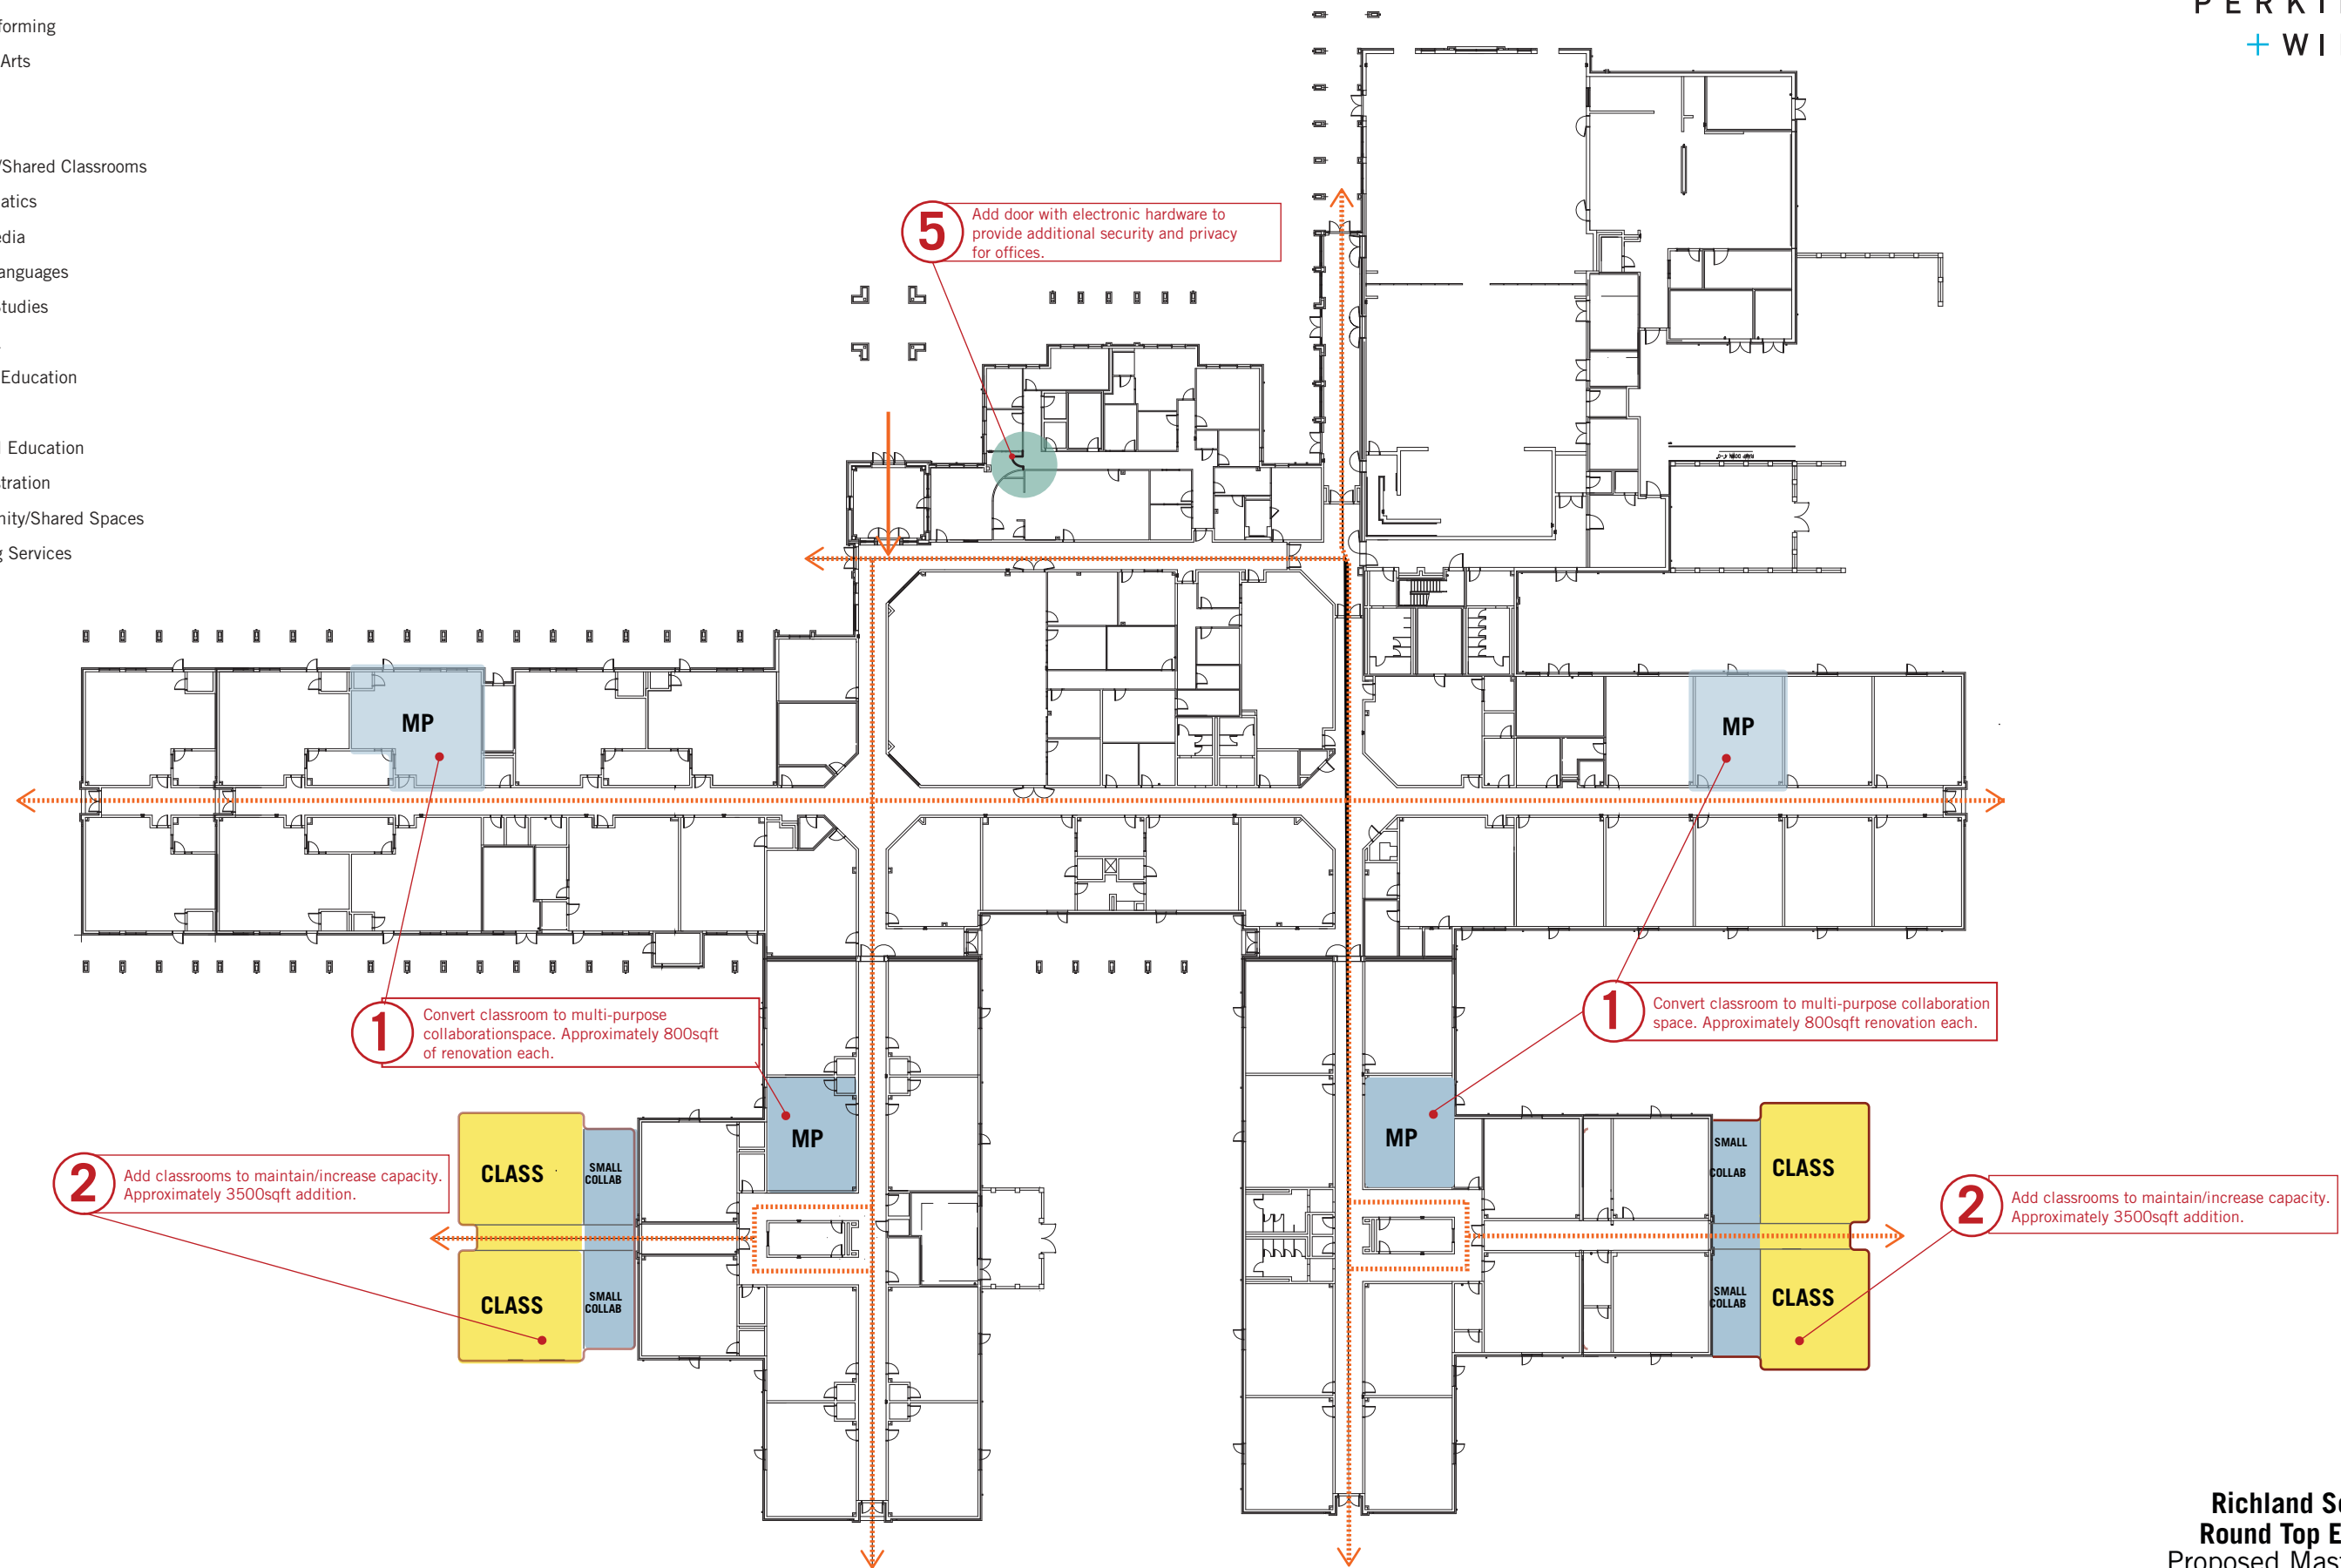 forming
Arts
/Shared Classrooms
atics
edia
anguages
Studies
Education
l Education
stration
nity/Shared Spaces
g Services
PERKI
+ WI
5
Add door with electronic hardware to
provide additional security and privacy
for offices.
MP
MP
1
Convert classroom to multi-purpose
collaborationspace. Approximately 800sqft
of renovation each.
1
Convert classroom to multi-purpose collaboration
space. Approximately 800sqft renovation each.
MP
MP
2
Add classrooms to maintain/increase capacity.
Approximately 3500sqft addition.
CLASS
SMALL
COLLAB
CLASS
SMALL
COLLAB
SMALL
COLLAB
CLASS
SMALL
COLLAB
CLASS
2
Add classrooms to maintain/increase capacity.
Approximately 3500sqft addition.
Richland S
Round Top E
Proposed Mas